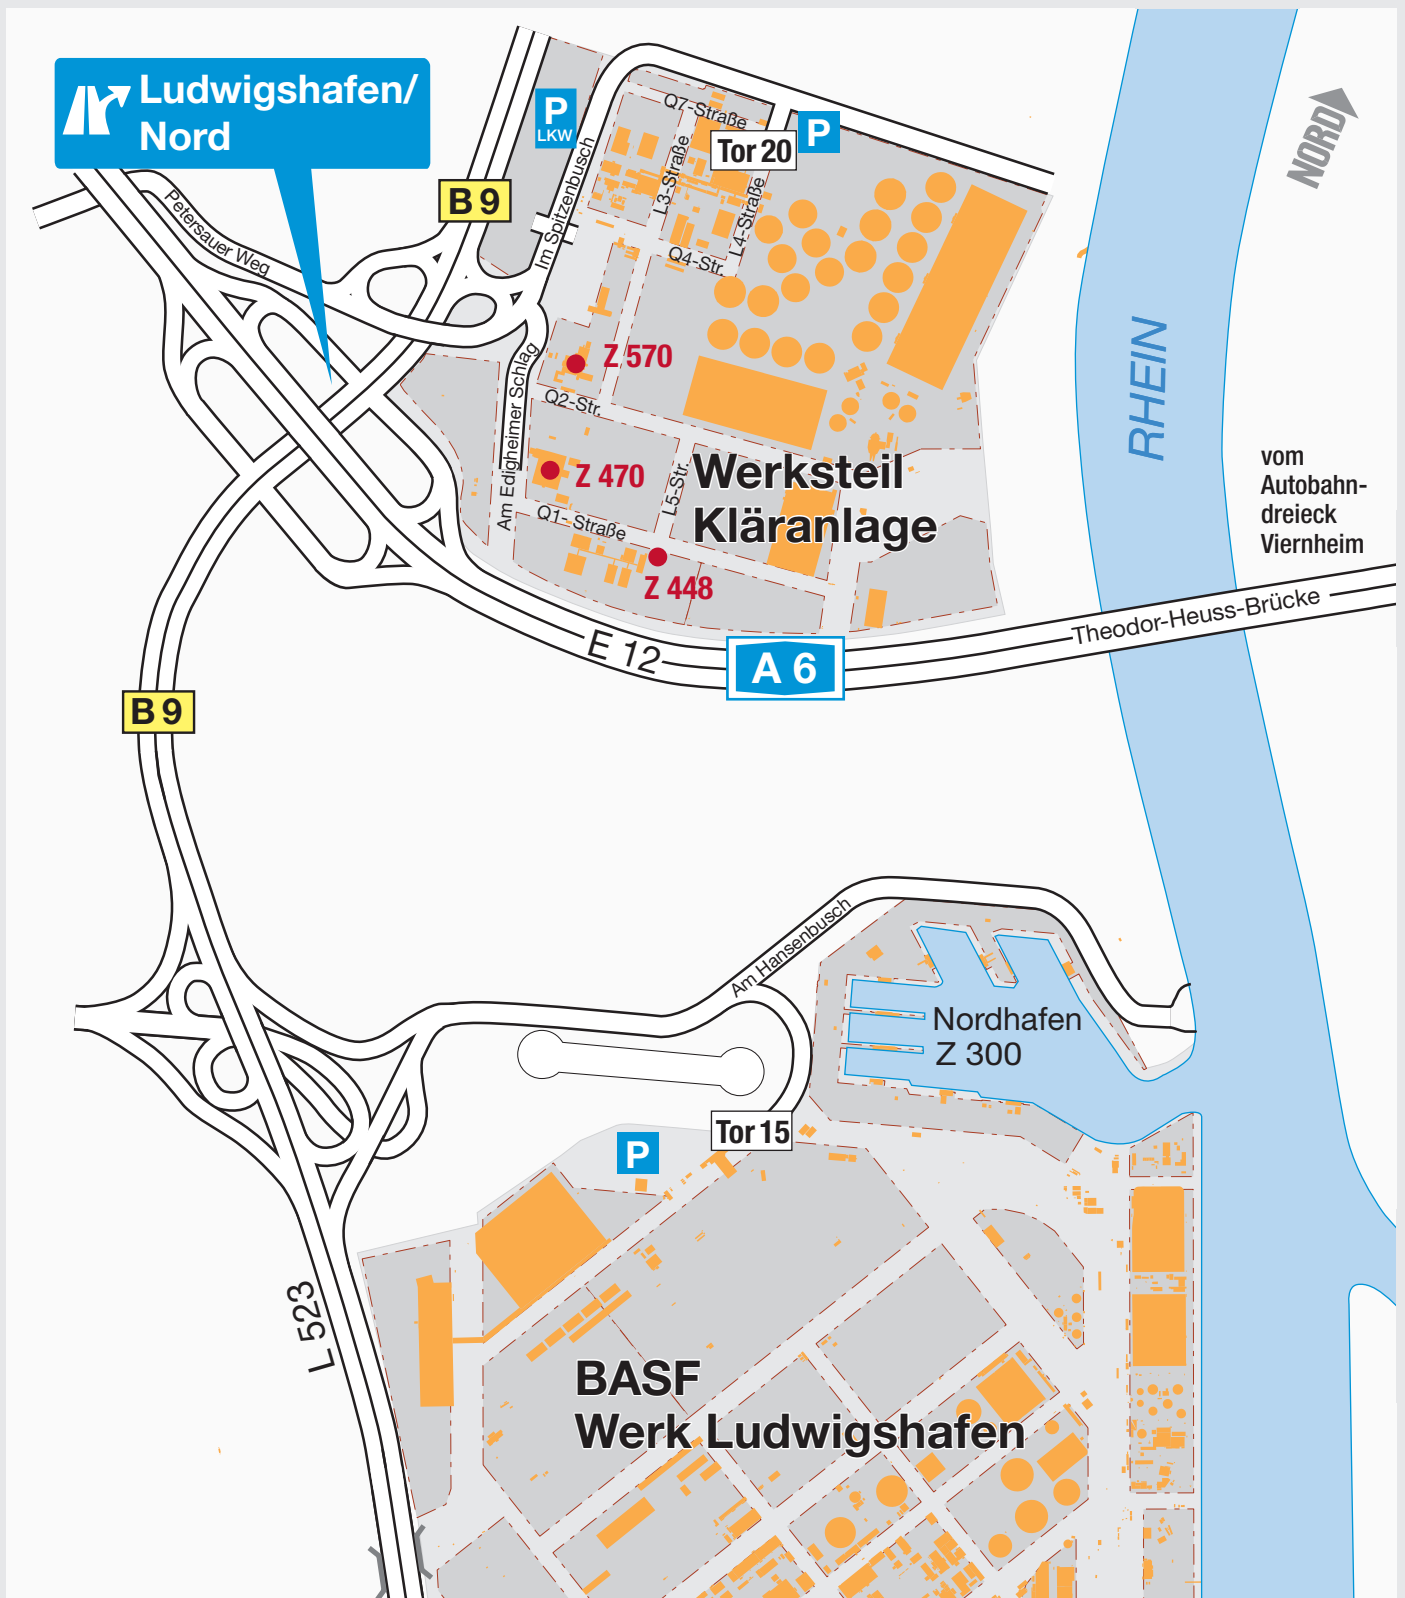 Ludwigshafen/
Nord
P
LKW
Q7-Straße
Tor 20
P
NORD
B 9
Petersauer Weg
Im Spitzenbusch
L3-Straße
L4-Straße
Q4-Str.
RHEIN
Z 570
Am Edigheimer Schlag
Q2-Str.
Z 470
L5-Str.
Werksteil
Kläranlage
Q1- Straße
Z 448
vom
Autobahn-
dreieck
Viernheim
E 12
A 6
Theodor-Heuss-Brücke
B 9
Am Hansenbusch
Nordhafen
Z 300
Tor 15
P
L 523
BASF
Werk Ludwigshafen